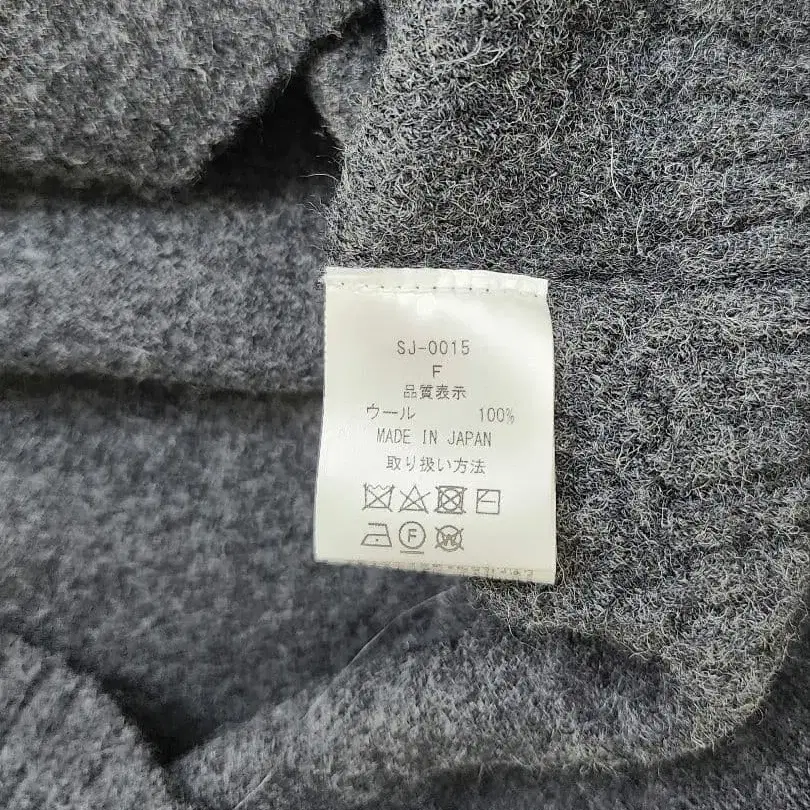 SJ-0015
F
品質表示
ウール 100%
MADE IN JAPAN
取り扱い方法
F
W